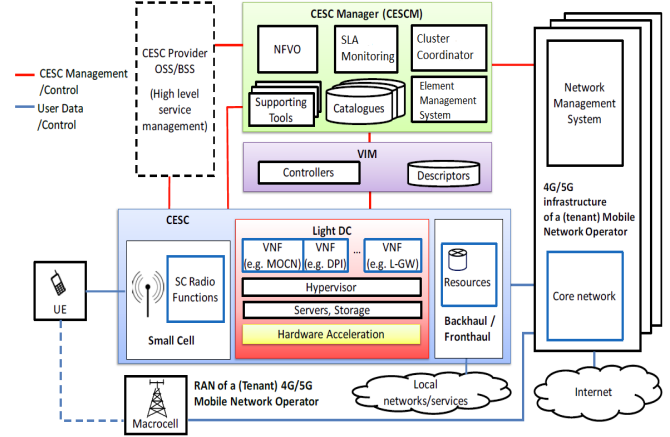 CESC Manager (CESCM)
CESC Provider
OSS/BSS
(High level
service
management)
NFVO
SLA
Monitoring
Cluster
Coordinator
Supporting
Tools
Catalogues
Element
Management
System
CESC Management
/Control
User Data
/Control
Network
Management
System
VIM
Controllers
Descriptors
4G/5G
infrastructure
of a (tenant) Mobile
Network Operator
CESC
Light DC
VNF
(e.g. MOCN)
VNF
(e.g. DPI)
...
VNF
(e.g. L-GW)
SC Radio
Functions
Small Cell
Hypervisor
Servers, Storage
Hardware Acceleration
Resources
Backhaul /
Fronthaul
Core network
UE
RAN of a (Tenant) 4G/5G
Mobile Network Operator
Macrocell
Local
networks/services
Internet